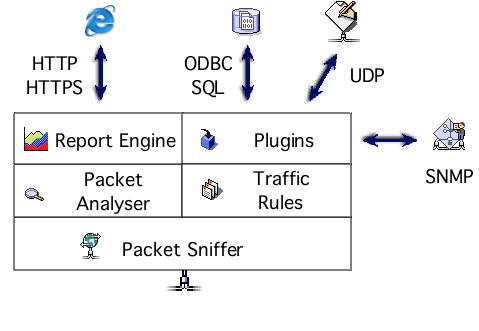 HTTP
HTTPS
ODBC
SQL
UDP
Report Engine
Plugins
SNMP
Packet
Analyser
Traffic
Rules
Packet Sniffer